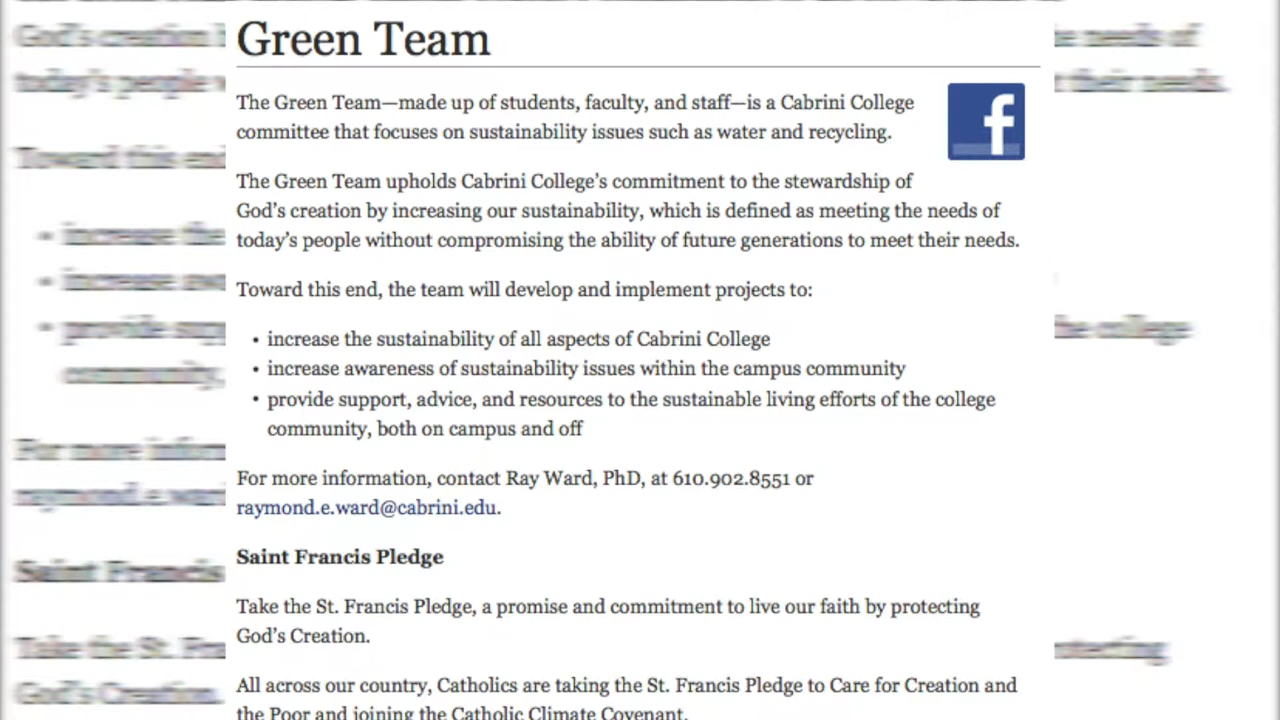 Green Team
The Green Team—made up of students, faculty, and staff—is a Cabrini College
committee that focuses on sustainability issues such as water and recycling.
The Green Team upholds Cabrini College's commitment to the stewardship of
God's creation by increasing our sustainability, which is defined as meeting the needs of
today's people without compromising the ability of future generations to meet their needs.
Toward this end, the team will develop and implement projects to:
• increase the sustainability of all aspects of Cabrini College
• increase awareness of sustainability issues within the campus community
• provide support, advice, and resources to the sustainable living efforts of the college
community, both on campus and off
For more information, contact Ray Ward, PhD, at 610.902.8551 or
raymond.e.ward@cabrini.edu.
Saint Francis Pledge
Take the St. Francis Pledge, a promise and commitment to live our faith by protecting
God's Creation.
All across our country, Catholics are taking the St. Francis Pledge to Care for Creation and
the Poor and joining the Catholic Climate Covenant.